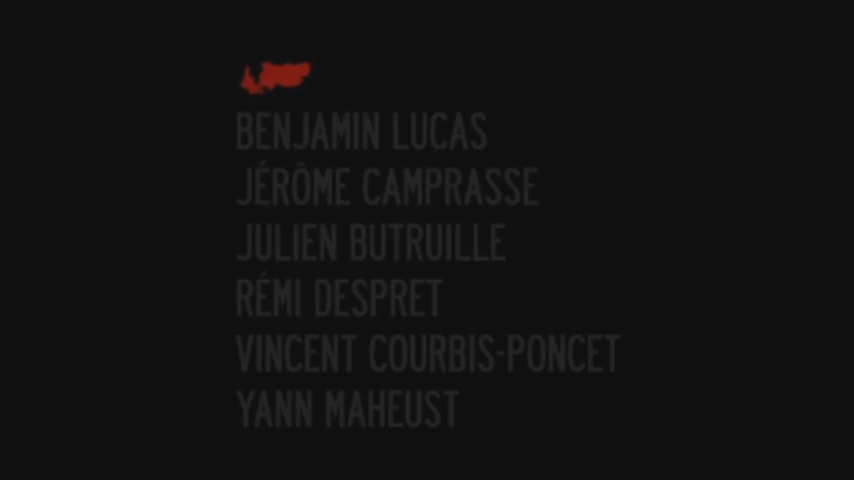 BENJAMIN LUCAS
JÉRÔME CAMPRASSE
JULIEN BUTRUILLE
RÉMI DESPRET
VINCENT COURBIS-PONCET
YANN MAHEUST